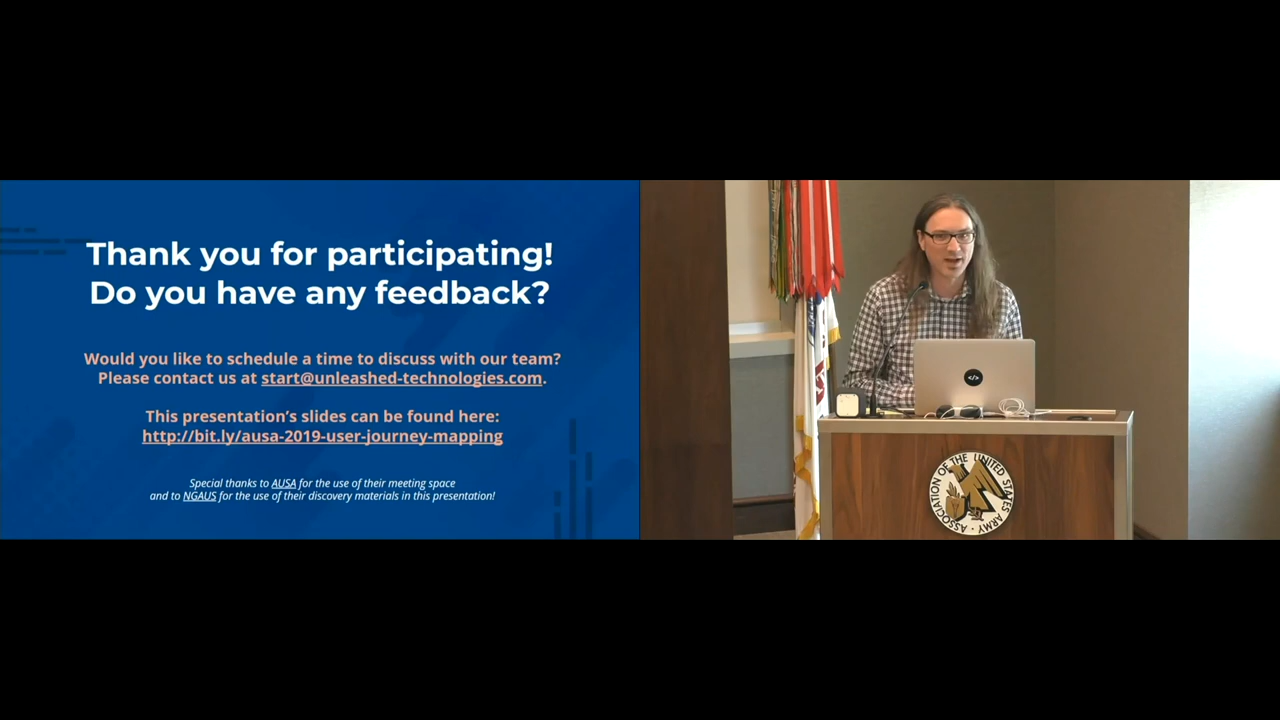 Thank you for participating!
Do you have any feedback?
Would you like to schedule a time to discuss with our team?
Please contact us at start@unleashed-technologies.com.
This presentation's slides can be found here:
http://bit.ly/ausa-2019-user-journey-mapping
Special thanks to AUSA for the use of their meeting space
and to NGAUS for the use of their discovery materials in this presentation!
</>
ASSOCIATION OF THE UNITED STATES ARMY